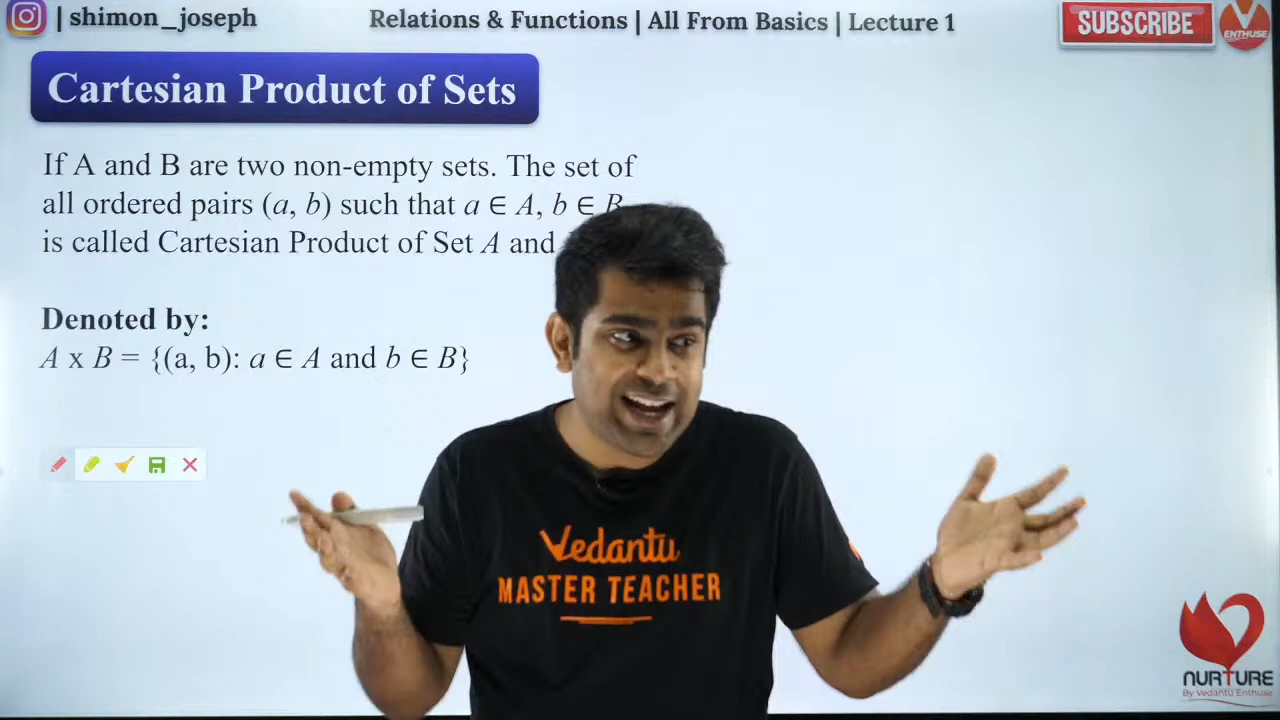 | shimon_joseph
Relations & Functions | All From Basics | Lecture 1
SUBSCRIBE
ENTHUSE
Cartesian Product of Sets
If A and B are two non-empty sets. The set of
all ordered pairs (a, b) such that a ∈ A, b ∈ B
is called Cartesian Product of Set A and
Denoted by:
A x B = {(a, b): a ∈ A and b ∈ B}
Vedantu
MASTER TEACHER
NURTURE
By Vedantu Enthuse